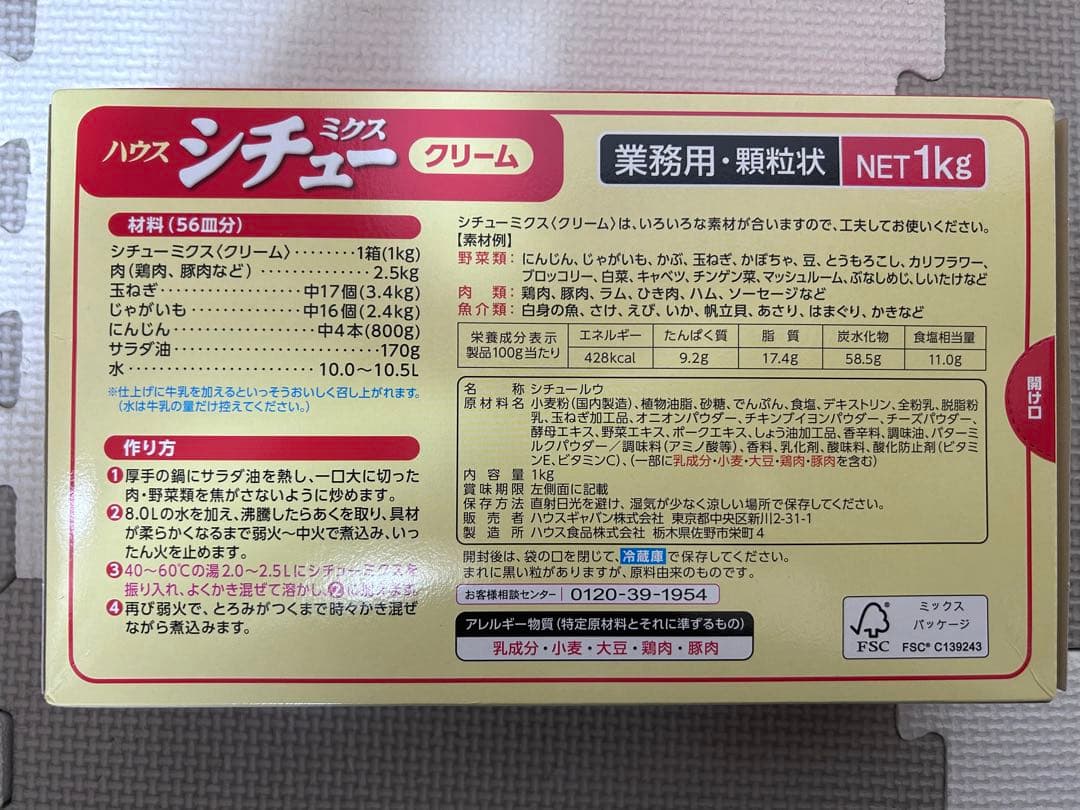 ハウス シチューミクス クリーム
業務用・顆粒状 NET 1kg
材料(56皿分)
シチューミクス〈クリーム〉‥‥‥‥1箱(1kg)
肉(鶏肉、豚肉など)‥‥‥‥‥‥2.5kg
玉ねぎ‥‥‥‥‥‥中17個(3.4kg)
じゃがいも‥‥‥‥‥中16個(2.4kg)
にんじん‥‥‥‥‥‥中4本(800g)
サラダ油‥‥‥‥‥‥‥‥‥170g
水‥‥‥‥‥‥‥‥10.0〜10.5L
※仕上げに牛乳を加えるといっそうおいしく召し上がれます。
(水は牛乳の量だけ控えてください。)
作り方
❶厚手の鍋にサラダ油を熱し、一口大に切った
肉・野菜類を焦がさないように炒めます。
❷8.0Lの水を加え、沸騰したらあくを取り、具材
が柔らかくなるまで弱火〜中火で煮込み、いっ
たん火を止めます。
❸40〜60℃の湯2.0〜2.5Lにシチューミクスを
振り入れ、よくかき混ぜて溶かし、❷に加えます。
❹再び弱火で、とろみがつくまで時々かき混ぜ
ながら煮込みます。
シチューミクス〈クリーム〉は、いろいろな素材が合いますので、工夫してお使いください。
【素材例】
野菜類:にんじん、じゃがいも、かぶ、玉ねぎ、かぼちゃ、豆、とうもろこし、カリフラワー、
ブロッコリー、白菜、キャベツ、チンゲン菜、マッシュルーム、ぶなしめじ、しいたけなど
肉 類:鶏肉、豚肉、ラム、ひき肉、ハム、ソーセージなど
魚介類:白身の魚、さけ、えび、いか、帆立貝、あさり、はまぐり、かきなど
栄養成分表示 製品100g当たり
エネルギー たんぱく質 脂質 炭水化物 食塩相当量
428kcal 9.2g 17.4g 58.5g 11.0g
名称 シチュールウ
原材料名 小麦粉(国内製造)、植物油脂、砂糖、でんぷん、食塩、デキストリン、全粉乳、脱脂粉
乳、玉ねぎ加工品、オニオンパウダー、チキンブイヨンパウダー、チーズパウダー、
酵母エキス、野菜エキス、ポークエキス、しょう油加工品、香辛料、調味油、バターミ
ルクパウダー/調味料(アミノ酸等)、香料、乳化剤、酸味料、酸化防止剤(ビタミ
ンE、ビタミンC)、(一部に乳成分・小麦・大豆・鶏肉・豚肉を含む)
内容量 1kg
賞味期限 左側面に記載
保存方法 直射日光を避け、湿気が少なく涼しい場所で保存してください。
販売者 ハウスギャバン株式会社 東京都中央区新川2-31-1
製造所 ハウス食品株式会社 栃木県佐野市栄町4
開封後は、袋の口を閉じて、冷蔵庫で保存してください。
まれに黒い粒がありますが、原料由来のものです。
お客様相談センター 0120-39-1954
アレルギー物質(特定原材料とそれに準ずるもの)
乳成分・小麦・大豆・鶏肉・豚肉
FSC
ミックス
パッケージ
FSC® C139243
開け口